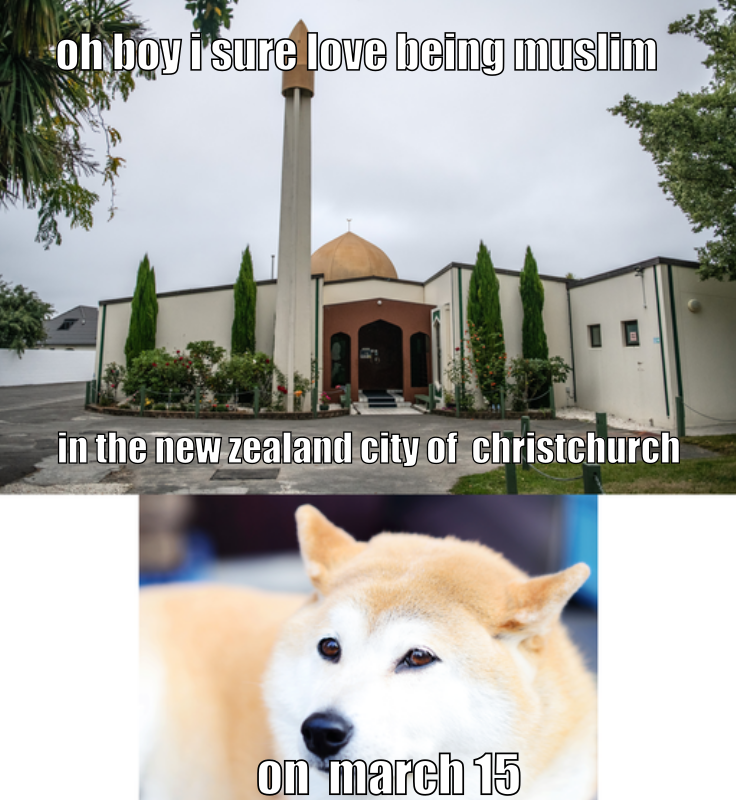 oh boy i sure love being muslim
in the new zealand city of christchurch
on march 15